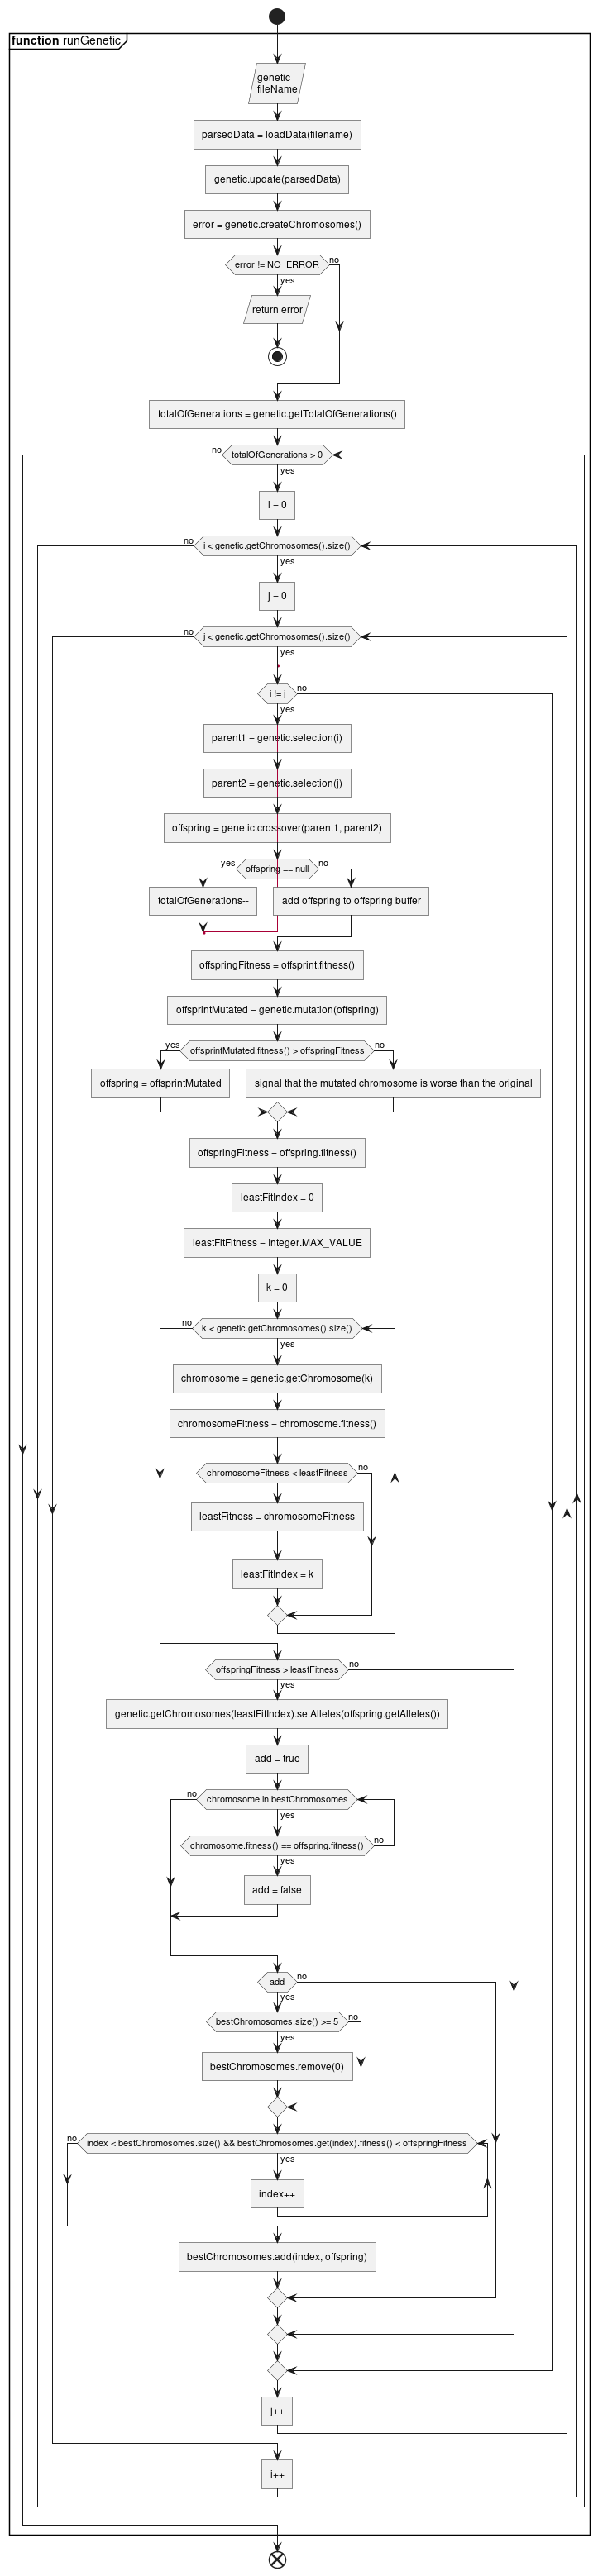 function runGenetic
genetic
fileName
parsedData = loadData(filename)
genetic.update(parsedData)
error = genetic.createChromosomes()
error != NO_ERROR
no
yes
return error
totalOfGenerations = genetic.getTotalOfGenerations()
no
totalOfGenerations > 0
yes
i = 0
no
i < genetic.getChromosomes().size()
yes
j = 0
no
j < genetic.getChromosomes().size()
yes
i != j
no
yes
parent1 = genetic.selection(i)
parent2 = genetic.selection(j)
offspring = genetic.crossover(parent1, parent2)
yes
offspring == null
no
totalOfGenerations--
add offspring to offspring buffer
offspringFitness = offsprint.fitness()
offsprintMutated = genetic.mutation(offspring)
yes
offsprintMutated.fitness() > offspringFitness
no
offspring = offsprintMutated
signal that the mutated chromosome is worse than the original
offspringFitness = offspring.fitness()
leastFitIndex = 0
leastFitFitness = Integer.MAX_VALUE
k = 0
no
k < genetic.getChromosomes().size()
yes
chromosome = genetic.getChromosome(k)
chromosomeFitness = chromosome.fitness()
chromosomeFitness < leastFitness
no
leastFitness = chromosomeFitness
leastFitIndex = k
offspringFitness > leastFitness
no
yes
genetic.getChromosomes(leastFitIndex).setAlleles(offspring.getAlleles())
add = true
no
chromosome in bestChromosomes
yes
chromosome.fitness() == offspring.fitness()
no
yes
add = false
add
no
yes
bestChromosomes.size() >= 5
no
yes
bestChromosomes.remove(0)
no
index < bestChromosomes.size() && bestChromosomes.get(index).fitness() < offspringFitness
yes
index++
bestChromosomes.add(index, offspring)
j++
i++